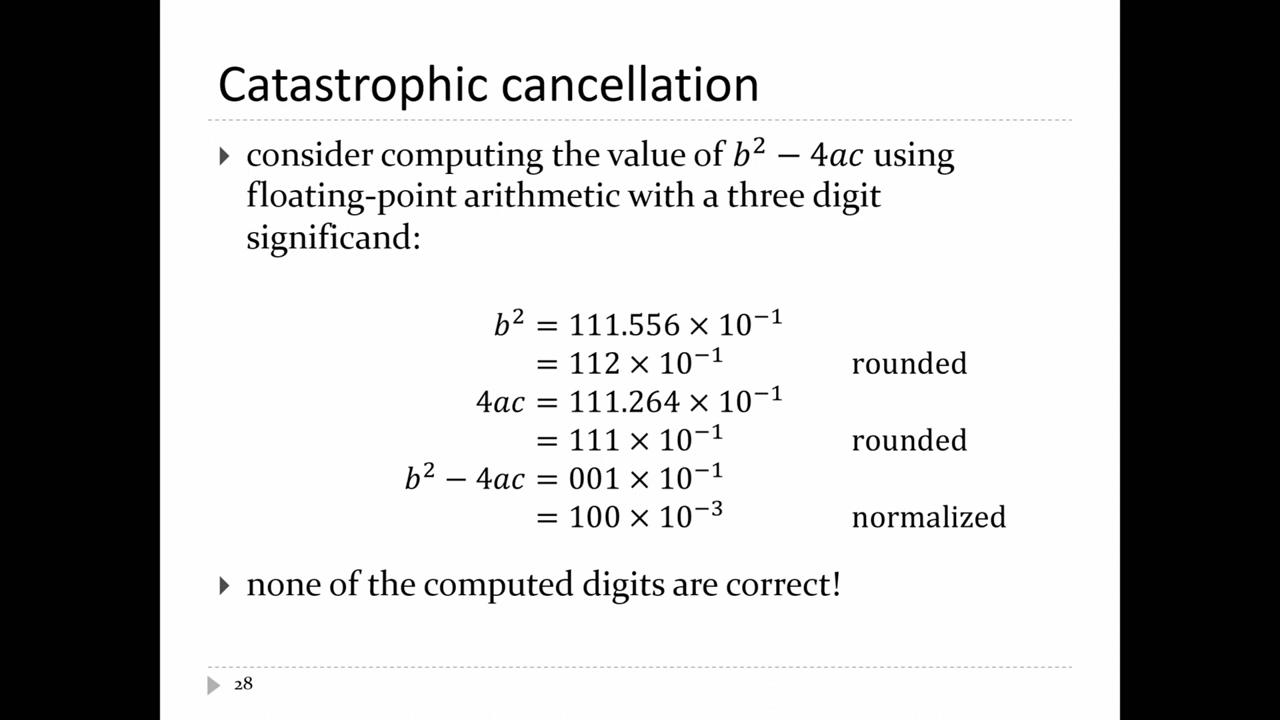 Catastrophic cancellation
consider computing the value of 𝑏² − 4𝑎𝑐 using
floating-point arithmetic with a three digit
significand:
𝑏² = 111.556 × 10⁻¹
= 112 × 10⁻¹ rounded
4𝑎𝑐 = 111.264 × 10⁻¹
= 111 × 10⁻¹ rounded
𝑏² − 4𝑎𝑐 = 001 × 10⁻¹
= 100 × 10⁻³ normalized
none of the computed digits are correct!
28